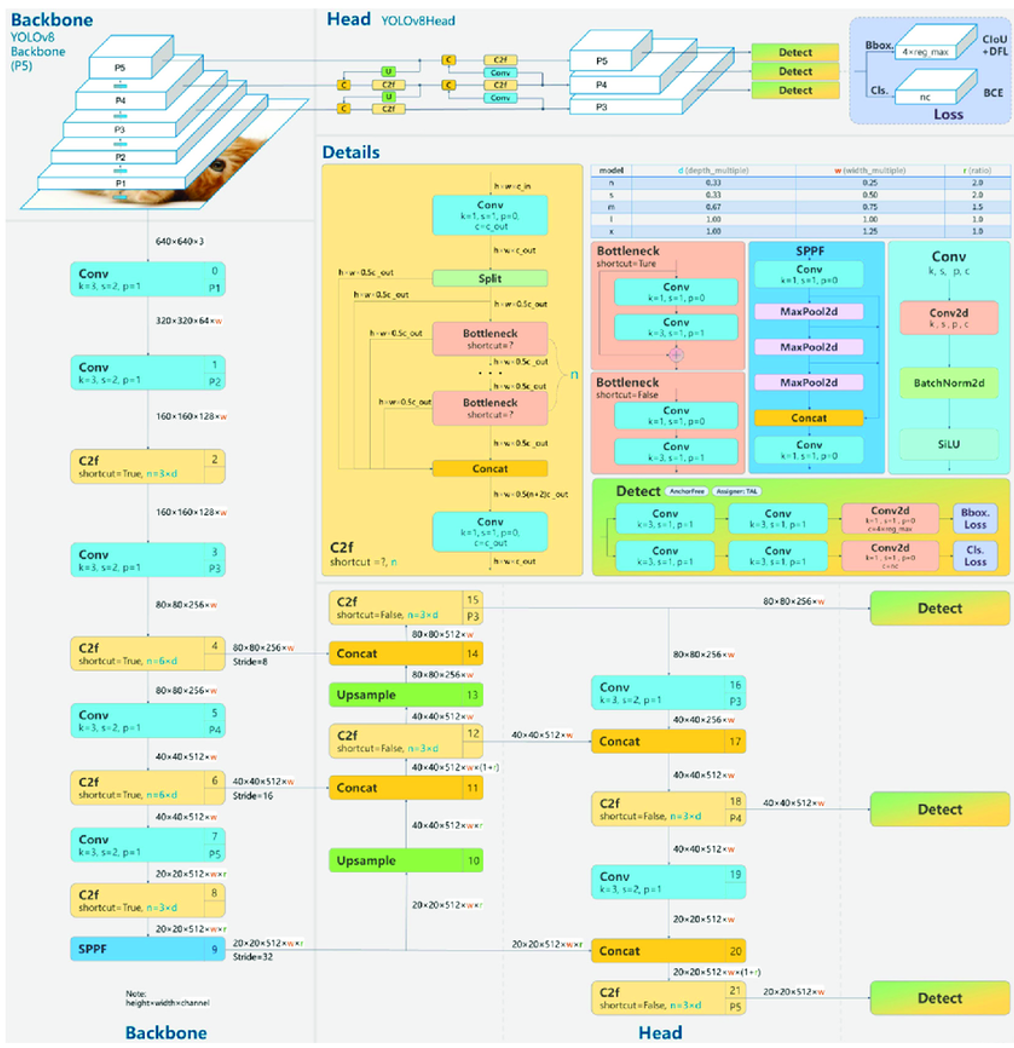 Backbone
YOLOv8
Backbone
(P5)
P5
P4
P3
P2
P1
Head YOLOv8Head
C
C2f
U
Conv
C
C2f
C
C2f
U
Conv
C
C2f
C
C2f
P5
P4
P3
Detect
Detect
Detect
Bbox.
4×reg_max
CIoU
+DFL
Cls.
nc
BCE
Loss
Details
h×w×c_in
Conv
k=1, s=1, p=0,
c=c_out
h×w×c_out
h×w×0.5c_out
Split
h×w×0.5c_out
h×w×0.5c_out
h×w×0.5c_out
Bottleneck
shortcut=?
h×w×0.5c_out
. . .
n
h×w×0.5c_out
h×w×0.5c_out
Bottleneck
shortcut=?
h×w×0.5c_out
Concat
h×w×0.5(n+2)c_out
Conv
k=1, s=1, p=0,
c=c_out
h×w×c_out
C2f
shortcut =?, n
model d (depth_multiple) w (width_multiple) r (ratio)
n 0.33 0.25 2.0
s 0.33 0.50 2.0
m 0.67 0.75 1.5
l 1.00 1.00 1.0
x 1.00 1.25 1.0
Bottleneck
shortcut=Ture
Conv
k=1, s=1, p=0
Conv
k=3, s=1, p=1
Bottleneck
shortcut=False
Conv
k=1, s=1, p=0
Conv
k=3, s=1, p=1
SPPF
Conv
k=1, s=1, p=0
MaxPool2d
MaxPool2d
MaxPool2d
Concat
Conv
k=1, s=1, p=0
Conv
k, s, p, c
Conv2d
k, s, p, c
BatchNorm2d
SiLU
Detect AnchorFree Assigner: TAL
Conv
k=3, s=1, p=1
Conv
k=3, s=1, p=1
Conv2d
k=1, s=1, p=0
c=4×reg_max
Bbox.
Loss
Conv
k=3, s=1, p=1
Conv
k=3, s=1, p=1
Conv2d
k=1, s=1, p=0
c=nc
Cls.
Loss
640×640×3
Conv 0
k=3, s=2, p=1 P1
320×320×64×w
Conv 1
k=3, s=2, p=1 P2
160×160×128×w
C2f 2
shortcut=True, n=3×d
160×160×128×w
Conv 3
k=3, s=2, p=1 P3
80×80×256×w
C2f 4
shortcut=True, n=6×d
80×80×256×w
Stride=8
80×80×256×w
Conv 5
k=3, s=2, p=1 P4
40×40×512×w
C2f 6
shortcut=True, n=6×d
40×40×512×w
Stride=16
40×40×512×w
Conv 7
k=3, s=2, p=1 P5
20×20×512×w×r
C2f 8
shortcut=True, n=3×d
20×20×512×w×r
SPPF 9
20×20×512×w×r
Stride=32
Note:
height×width×channel
Backbone
C2f 15
shortcut=False, n=3×d P3
80×80×512×w
Concat 14
80×80×256×w
Upsample 13
40×40×512×w
C2f 12
shortcut=False, n=3×d
40×40×512×w
40×40×512×w×(1+r)
Concat 11
40×40×512×w×r
Upsample 10
20×20×512×w×r
20×20×512×w×r
80×80×256×w
Detect
80×80×256×w
Conv 16
k=3, s=2, p=1 P3
40×40×256×w
Concat 17
40×40×512×w
C2f 18
shortcut=False, n=3×d P4
40×40×512×w
Detect
40×40×512×w
Conv 19
k=3, s=2, p=1
20×20×512×w
Concat 20
20×20×512×w×(1+r)
C2f 21
shortcut=False, n=3×d P5
20×20×512×w
Detect
Head